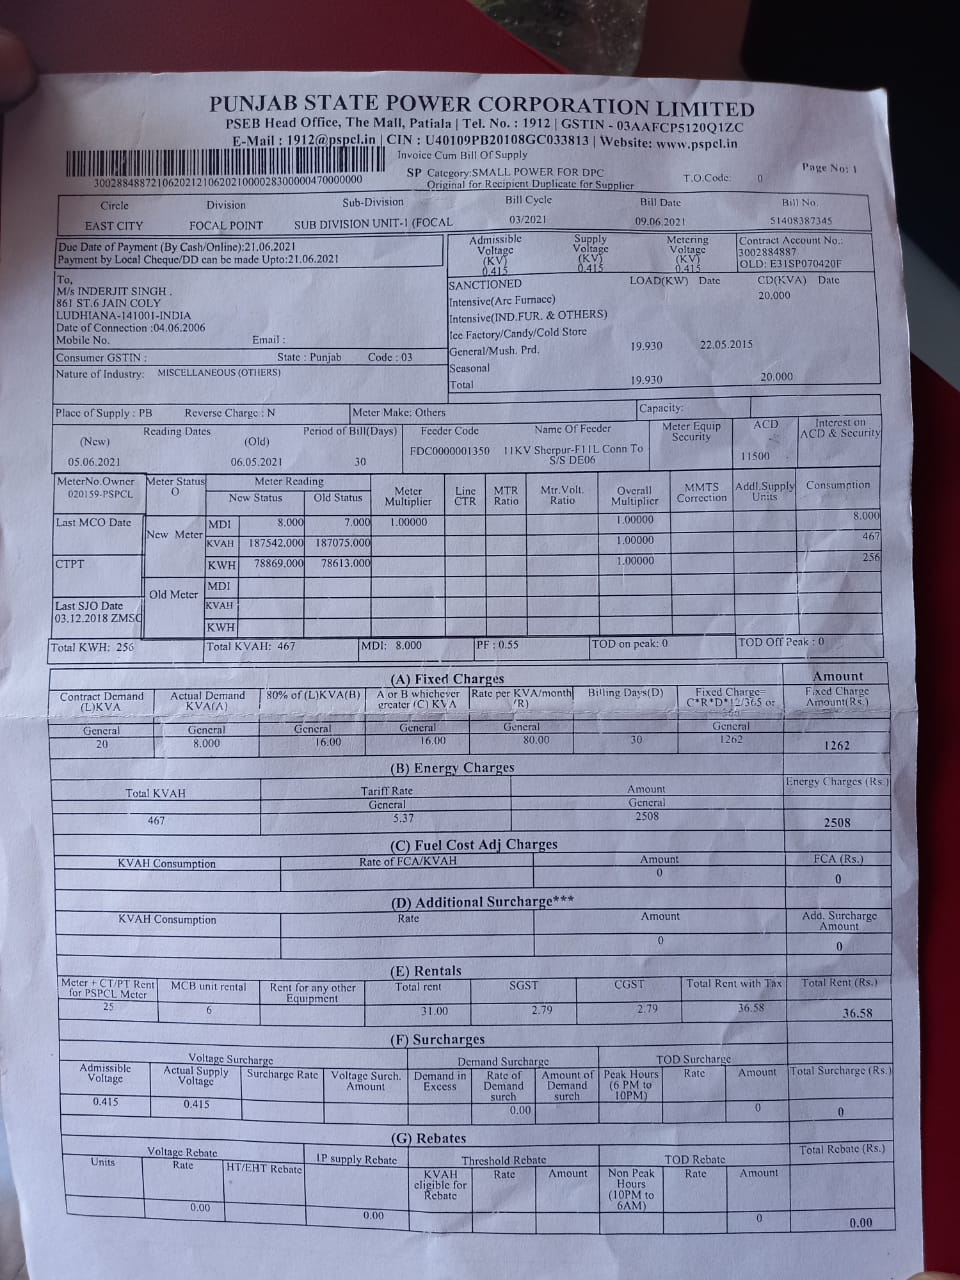 PUNJAB STATE POWER CORPORATION LIMITED
PSEB Head Office, The Mall, Patiala | Tel. No. : 1912 | GSTIN - 03AAFCP5120Q1ZC
E-Mail : 1912@pspcl.in | CIN : U40109PB20108GC033813 | Website: www.pspcl.in
Invoice Cum Bill Of Supply
SP Category:SMALL POWER FOR DPC T.O.Code: 0 Page No: 1
Original for Recipient Duplicate for Supplier
Circle Division Sub-Division Bill Cycle Bill Date Bill No.
EAST CITY FOCAL POINT SUB DIVISION UNIT-1 (FOCAL 03/2021 09.06.2021 51408387345
Due Date of Payment (By Cash/Online):21.06.2021
Payment by Local Cheque/DD can be made Upto:21.06.2021
Admissible Voltage (KV) Supply Voltage (KV) Metering Voltage (KV)
0.415 0.415 0.415
Contract Account No.:
3002884887
OLD: E31SP070420F
To,
M/s INDERJIT SINGH .
861 ST.6 JAIN COLY
LUDHIANA-141001-INDIA
Date of Connection :04.06.2006
Mobile No. Email :
Consumer GSTIN : State : Punjab Code : 03
Nature of Industry: MISCELLANEOUS (OTHERS)
SANCTIONED LOAD(KW) Date CD(KVA) Date
20.000
Intensive(Arc Furnace)
Intensive(IND.FUR. & OTHERS)
Ice Factory/Candy/Cold Store
General/Mush. Prd. 19.930 22.05.2015
Seasonal
Total 19.930 20.000
Place of Supply : PB Reverse Charge : N Meter Make: Others Capacity:
Reading Dates Period of Bill(Days) Feeder Code Name Of Feeder Meter Equip Security ACD Interest on ACD & Security
(New) (Old)
05.06.2021 06.05.2021 30 FDC0000001350 11KV Sherpur-F11L Conn To S/S DE06 11500
MeterNo.Owner Meter Status Meter Reading Meter Multiplier Line CTR MTR Ratio Mtr.Volt. Ratio Overall Multiplier MMTS Correction Addl.Supply Units Consumption
020159-PSPCL O New Status Old Status
Last MCO Date New Meter MDI 8.000 7.000 1.00000 1.00000 8.000
KVAH 187542.000 187075.000 1.00000 467
CTPT KWH 78869.000 78613.000 1.00000 256
Old Meter MDI
Last SJO Date KVAH
03.12.2018 ZMSC KWH
Total KWH: 256 Total KVAH: 467 MDI: 8.000 PF : 0.55 TOD on peak: 0 TOD Off Peak : 0
(A) Fixed Charges Amount
Contract Demand (L)KVA Actual Demand KVA(A) 80% of (L)KVA(B) A or B whichever greater (C) KVA Rate per KVA/month (R) Billing Days(D) Fixed Charge= C*R*D*12/365 or Fixed Charge Amount(Rs.)
General General General General General General
20 8.000 16.00 16.00 80.00 30 1262 1262
(B) Energy Charges
Total KVAH Tariff Rate Amount Energy Charges (Rs.)
General General
467 5.37 2508 2508
(C) Fuel Cost Adj Charges
KVAH Consumption Rate of FCA/KVAH Amount FCA (Rs.)
0 0
(D) Additional Surcharge***
KVAH Consumption Rate Amount Add. Surcharge Amount
0 0
(E) Rentals
Meter + CT/PT Rent for PSPCL Meter MCB unit rental Rent for any other Equipment Total rent SGST CGST Total Rent with Tax Total Rent (Rs.)
25 6 31.00 2.79 2.79 36.58 36.58
(F) Surcharges
Voltage Surcharge Demand Surcharge TOD Surcharge
Admissible Voltage Actual Supply Voltage Surcharge Rate Voltage Surch. Amount Demand in Excess Rate of Demand surch Amount of Demand surch Peak Hours (6 PM to 10PM) Rate Amount Total Surcharge (Rs.)
0.415 0.415 0.00 0 0
(G) Rebates
Voltage Rebate LP supply Rebate Threshold Rebate TOD Rebate Total Rebate (Rs.)
Units Rate HT/EHT Rebate KVAH eligible for Rebate Rate Amount Non Peak Hours (10PM to 6AM) Rate Amount
0.00 0.00 0 0.00